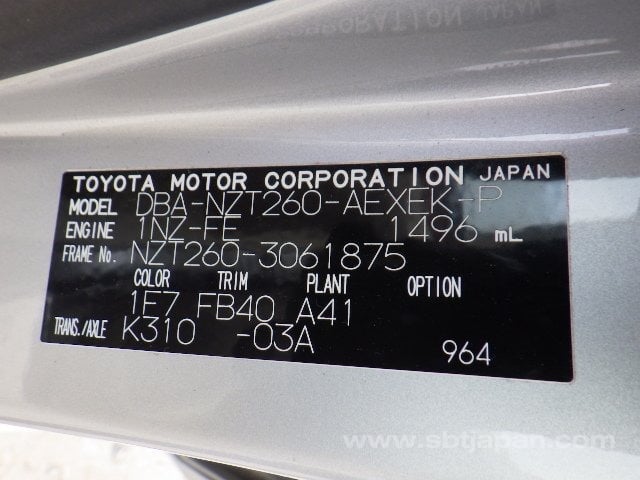 TOYOTA MOTOR CORPORATION JAPAN
MODEL DBA-NZT260-AEXEK-P
ENGINE 1NZ-FE 1496 mL
FRAME No. NZT260-3061875
COLOR TRIM PLANT OPTION
1F7 FB40 A41
TRANS./AXLE K310 -03A
964
www.sbtjapan.com